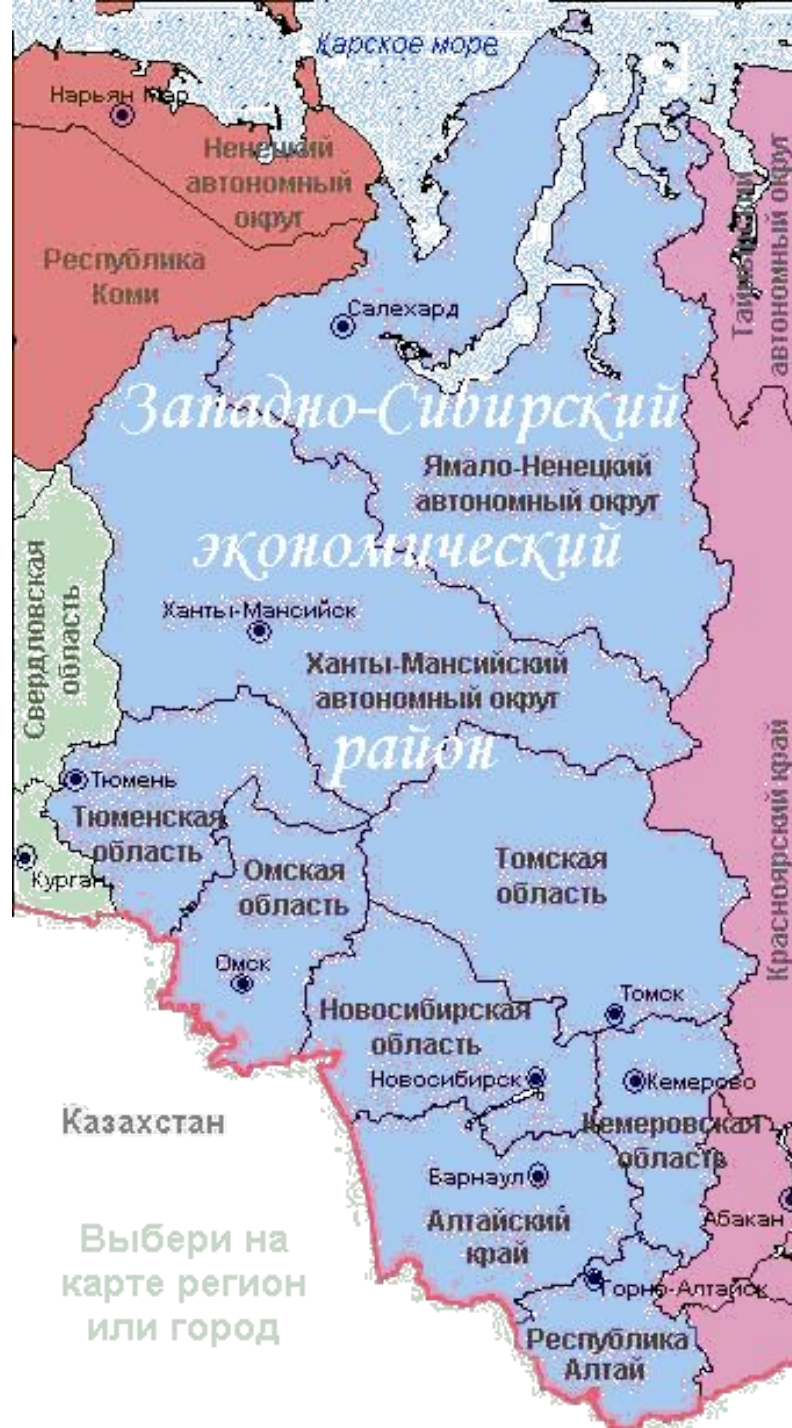 Карское море
Нарьян Мар
Ненецкий
автономный
округ
Республика
Коми
автономный округ
Салехард
Западно-Сибирский
Ямало-Ненецкий
автономный округ
экономический
Свердловская
область
Ханты-Мансийск
Ханты-Мансийский
автономный округ
район
Красноярский край
Тюмень
Тюменская
область
Курган
Омская
область
Томская
область
Омск
Томск
Новосибирская
область
Новосибирск
Кемерово
Казахстан
Кемеровская
область
Барнаул
Алтайский
край
Абакан
Выбери на
карте регион
или город
Горно-Алтайск
Республика
Алтай